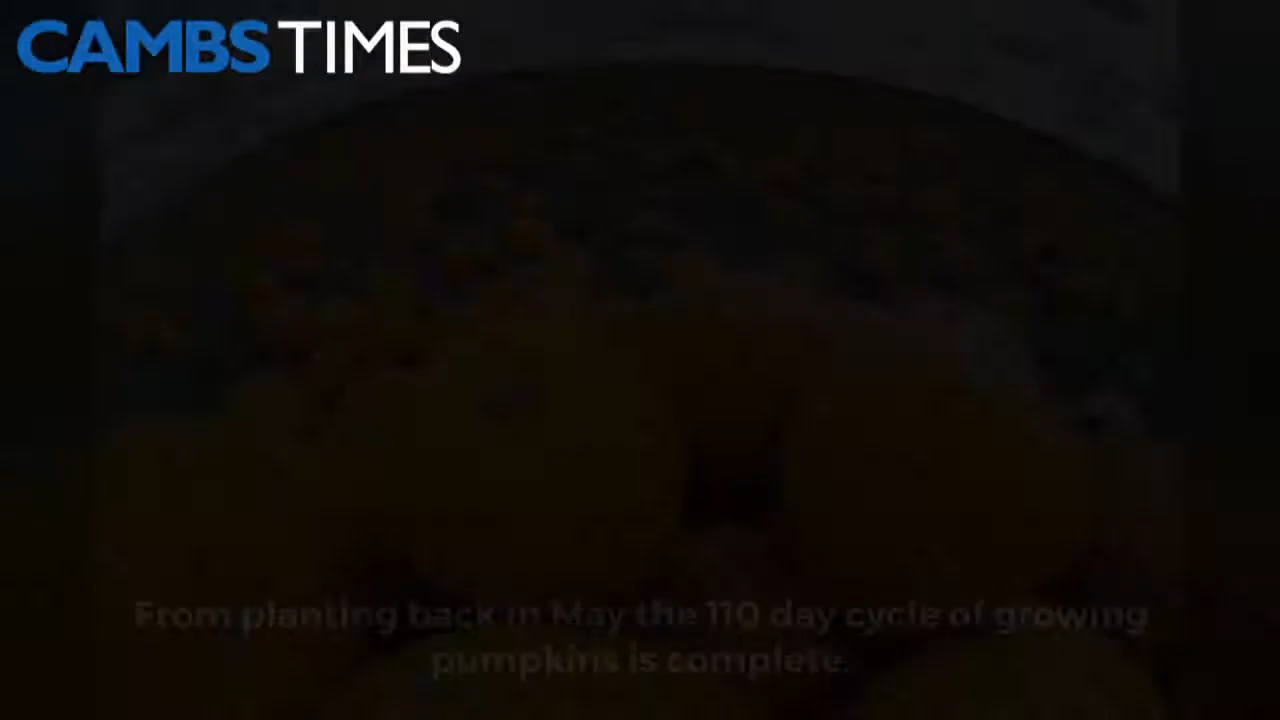 CAMBS TIMES
From planting back in May the 110 day cycle of growing
pumpkins is complete.